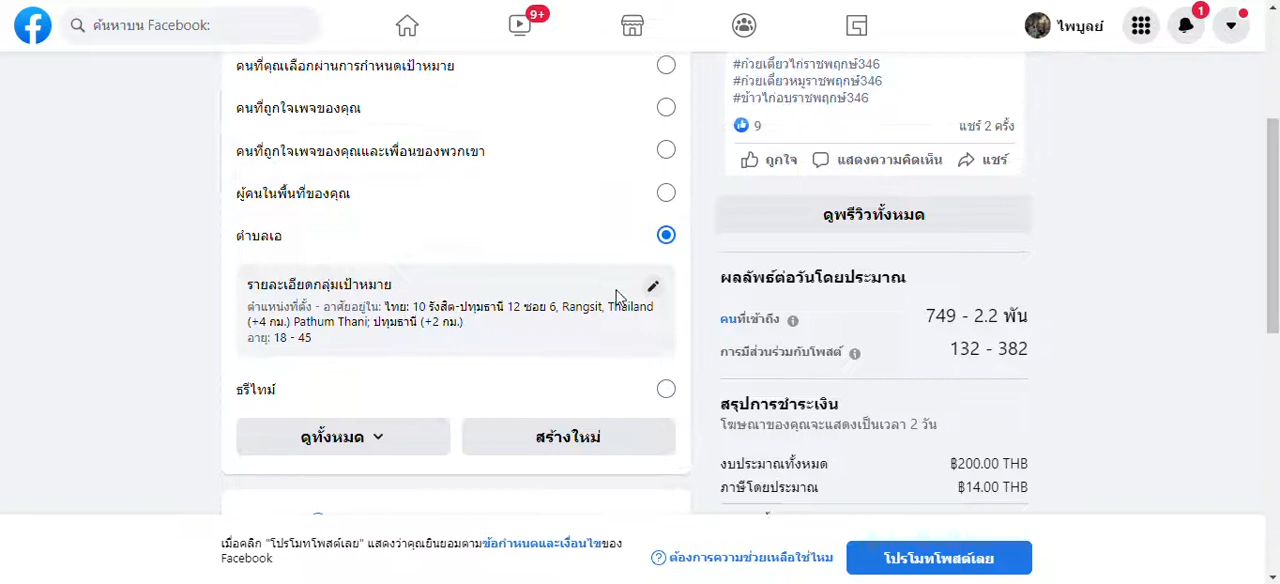 ค้นหาบน Facebook:
9+
ไพบูลย์
1
คนที่คุณเลือกผ่านการกำหนดเป้าหมาย
คนที่ถูกใจเพจของคุณ
คนที่ถูกใจเพจของคุณและเพื่อนของพวกเขา
ผู้คนในพื้นที่ของคุณ
ตำบลเอ
รายละเอียดกลุ่มเป้าหมาย
ตำแหน่งที่ตั้ง - อาศัยอยู่ใน: ไทย: 10 รังสิต-ปทุมธานี 12 ซอย 6, Rangsit, Thailand
(+4 กม.) Pathum Thani; ปทุมธานี (+2 กม.)
อายุ: 18 - 45
ธรีไทม์
ดูทั้งหมด
สร้างใหม่
#ก๋วยเตี๋ยวไก่ราชพฤกษ์346
#ก๋วยเตี๋ยวหมูราชพฤกษ์346
#ข้าวไก่อบราชพฤกษ์346
9
แชร์ 2 ครั้ง
ถูกใจ
แสดงความคิดเห็น
แชร์
ดูพรีวิวทั้งหมด
ผลลัพธ์ต่อวันโดยประมาณ
คนที่เข้าถึง
749 - 2.2 พัน
การมีส่วนร่วมกับโพสต์
132 - 382
สรุปการชำระเงิน
โฆษณาของคุณจะแสดงเป็นเวลา 2 วัน
งบประมาณทั้งหมด
฿200.00 THB
ภาษีโดยประมาณ
฿14.00 THB
เมื่อคลิก "โปรโมทโพสต์เลย" แสดงว่าคุณยินยอมตามข้อกำหนดและเงื่อนไขของ
Facebook
ต้องการความช่วยเหลือใช่ไหม
โปรโมทโพสต์เลย